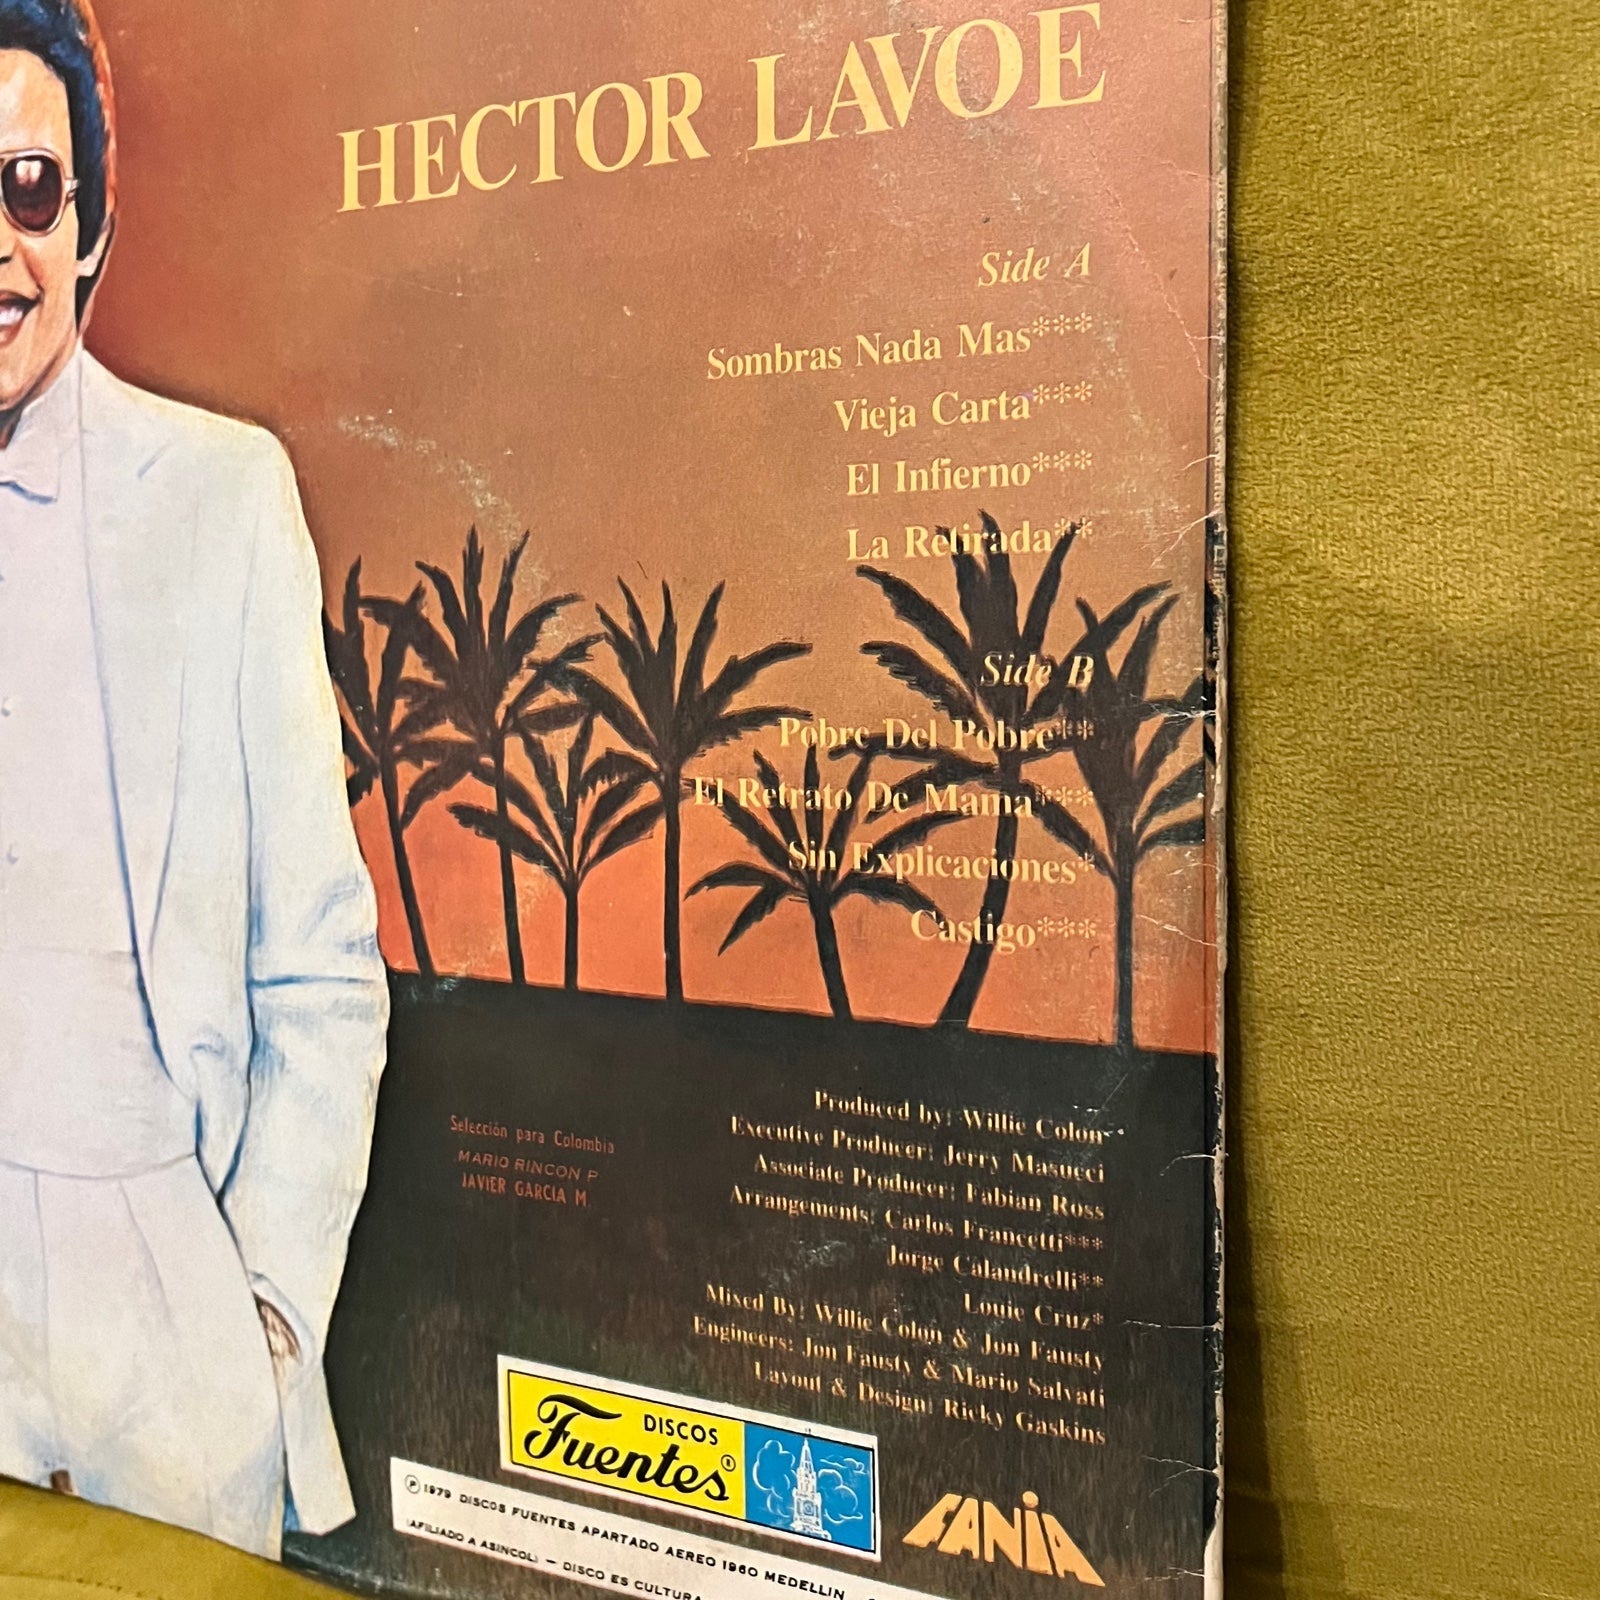 HECTOR LAVOE
Side A
Sombras Nada Mas***
Vieja Carta***
El Infierno***
La Retirada**
Side B
Pobre Del Pobre**
El Retrato De Mama***
Sin Explicaciones*
Castigo***
Produced by: Willie Colon
Executive Producer: Jerry Masucci
Associate Producer: Fabian Ross
Arrangements: Carlos Francetti***
Jorge Calandrelli**
Louie Cruz*
Mixed By: Willie Colon & Jon Fausty
Engineers: Jon Fausty & Mario Salvati
Layout & Design: Ricky Gaskins
Selección para Colombia
MARIO RINCON P
JAVIER GARCIA M.
DISCOS
Fuentes®
FANIA
Ⓟ 1979 DISCOS FUENTES APARTADO AEREO 1960 MEDELLIN
(AFILIADO A ASINCOL) — DISCO ES CULTURA